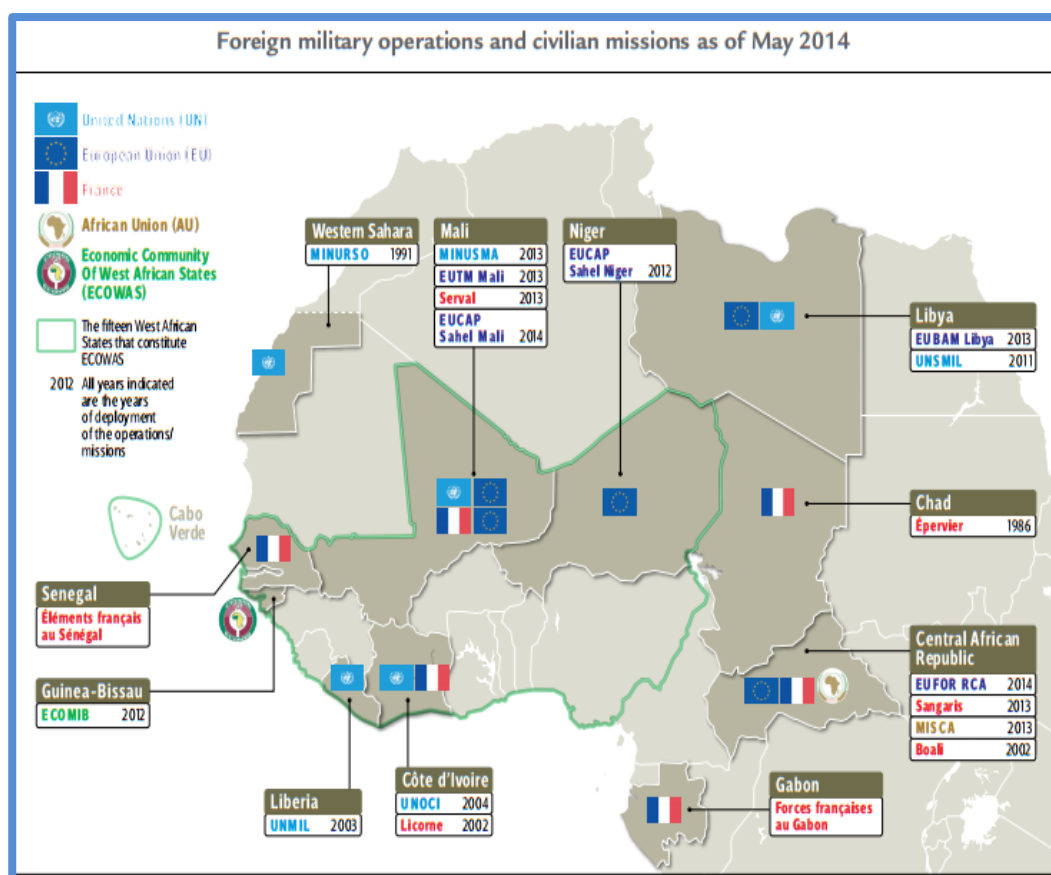 Foreign military operations and civilian missions as of May 2014
United Nations (UN)
European Union (EU)
France
African Union (AU)
Economic Community
Of West African States
(ECOWAS)
The fifteen West African
States that constitute
ECOWAS
2012 All years indicated
are the years
of deployment
of the operations/
missions
Western Sahara
MINURSO 1991
Mali
MINUSMA 2013
EUTM Mali 2013
Serval 2013
EUCAP
Sahel Mali 2014
Niger
EUCAP
Sahel Niger 2012
Libya
EUBAM Libya 2013
UNSMIL 2011
Chad
Épervier 1986
Cabo
Verde
Senegal
Éléments français
au Sénégal
Guinea-Bissau
ECOMIB 2012
Liberia
UNMIL 2003
Côte d'Ivoire
UNOCI 2004
Licorne 2002
Central African
Republic
EUFOR RCA 2014
Sangaris 2013
MISCA 2013
Boali 2002
Gabon
Forces françaises
au Gabon